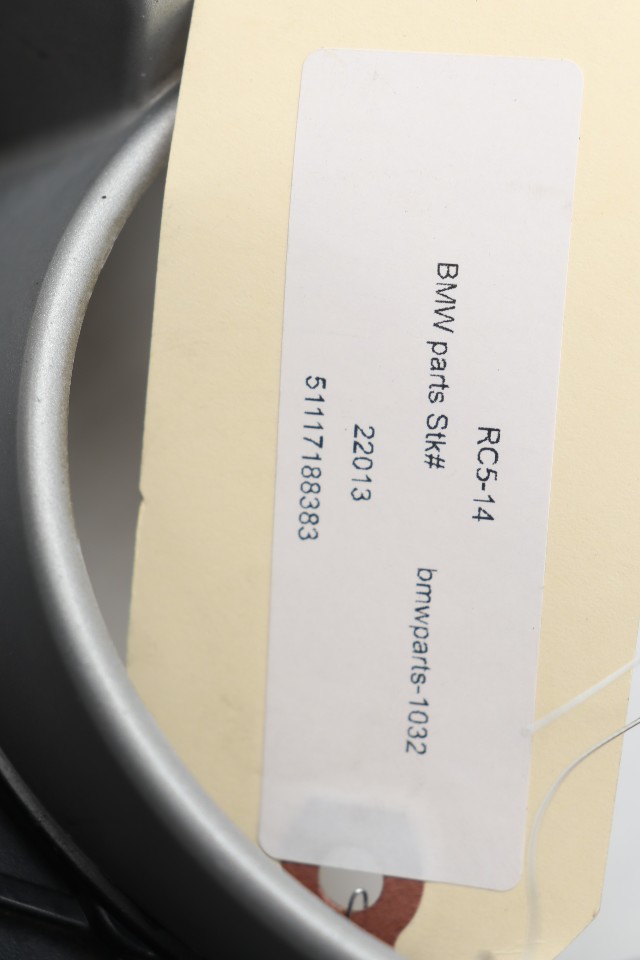 RC5-14
BMW parts Stk# bmwparts-1032
22013
51117188383